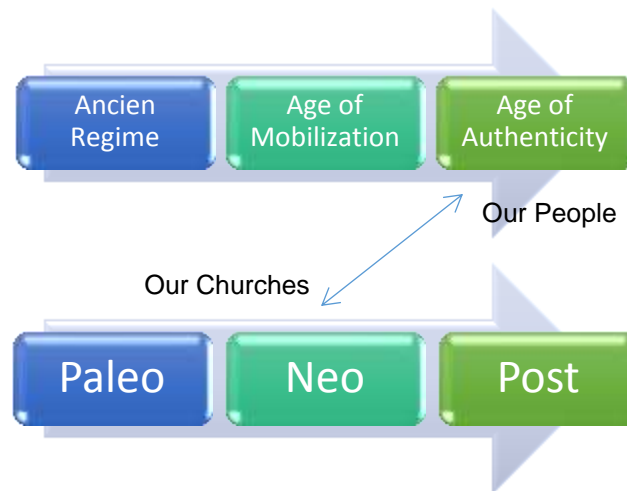 Ancien
Regime
Age of
Mobilization
Age of
Authenticity
Our People
Our Churches
Paleo
Neo
Post